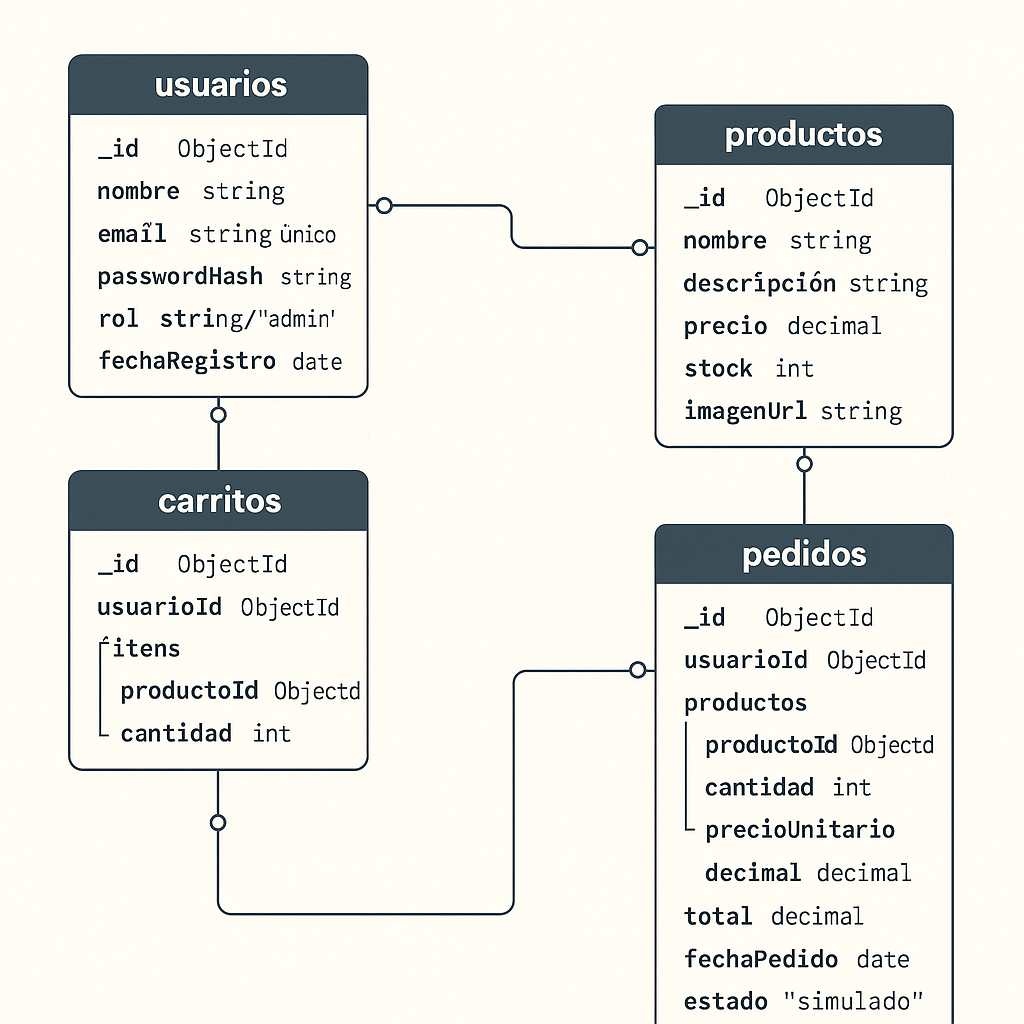 usuarios
_id ObjectId
nombre string
email string único
passwordHash string
rol string/"admin'
fechaRegistro date
productos
_id ObjectId
nombre string
descripción string
precio decimal
stock int
imagenUrl string
carritos
_id ObjectId
usuarioId ObjectId
itens
productoId Objectd
cantidad int
pedidos
_id ObjectId
usuarioId ObjectId
productos
productoId Objectd
cantidad int
precioUnitario
decimal decimal
total decimal
fechaPedido date
estado "simulado"